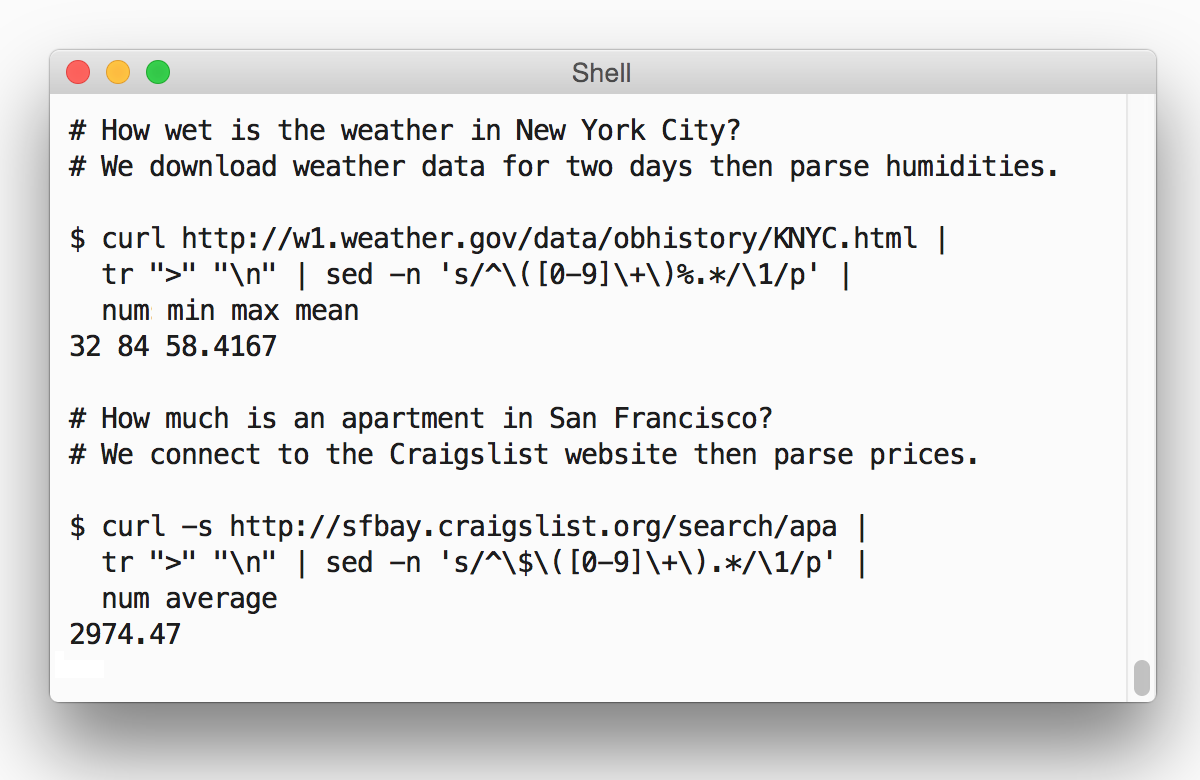 Shell
# How wet is the weather in New York City?
# We download weather data for two days then parse humidities.
$ curl http://w1.weather.gov/data/obhistory/KNYC.html |
  tr ">" "\n" | sed -n 's/^\([0-9]\+\)%.*/\1/p' |
  num min max mean
32 84 58.4167
# How much is an apartment in San Francisco?
# We connect to the Craigslist website then parse prices.
$ curl -s http://sfbay.craigslist.org/search/apa |
  tr ">" "\n" | sed -n 's/^\$\([0-9]\+\).*/\1/p' |
  num average
2974.47